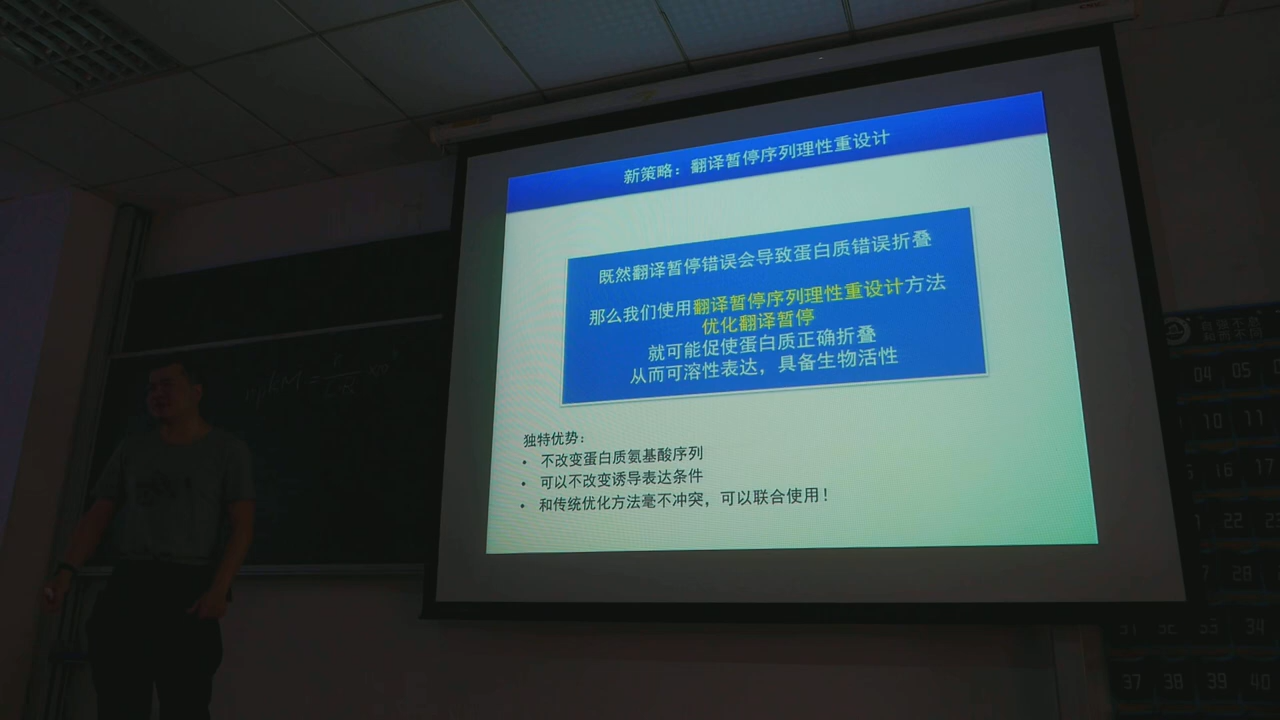 新策略：翻译暂停序列理性重设计
既然翻译暂停错误会导致蛋白质错误折叠
那么我们使用翻译暂停序列理性重设计方法
优化翻译暂停
就可能促使蛋白质正确折叠
从而可溶性表达，具备生物活性
独特优势：
• 不改变蛋白质氨基酸序列
• 可以不改变诱导表达条件
• 和传统优化方法毫不冲突，可以联合使用！
04 05
10 11
16 17
22
28
34
37 38 39 40